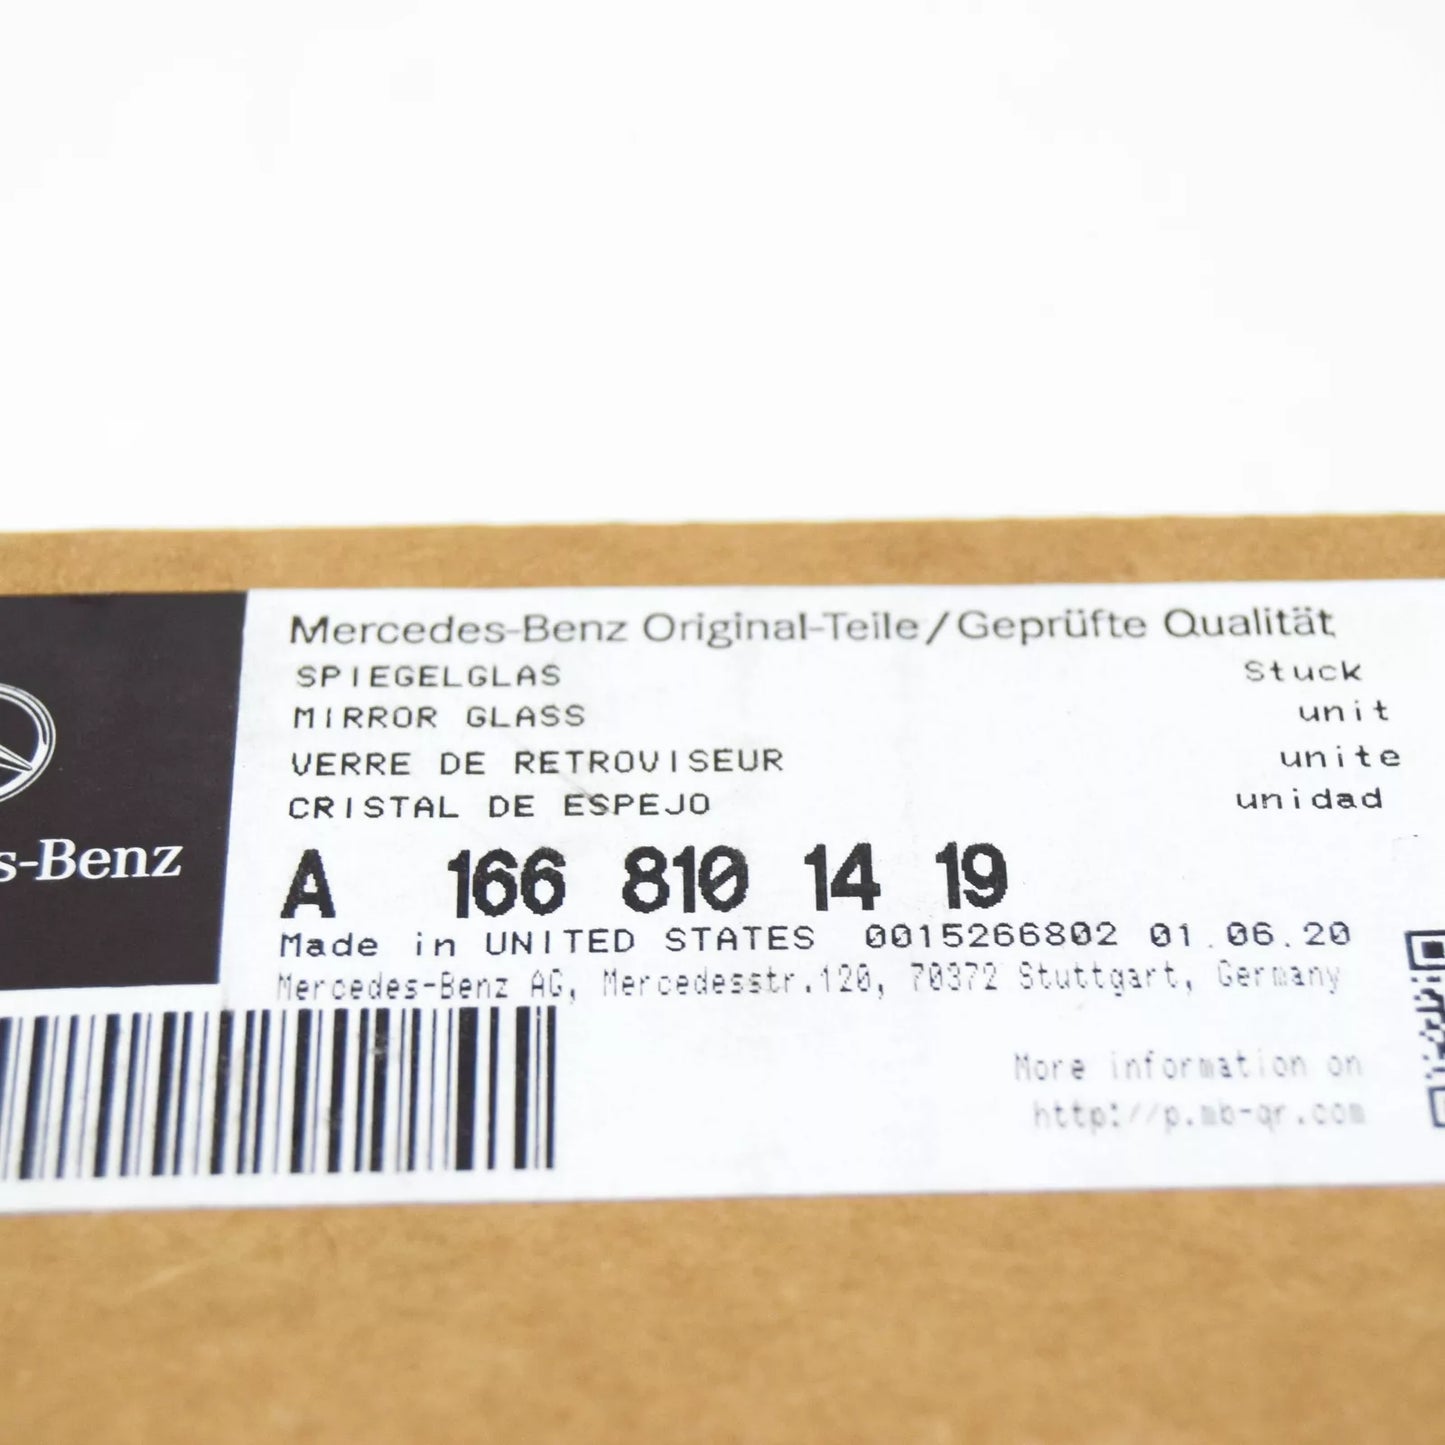 s-Benz
Mercedes-Benz Original-Teile/Geprüfte Qualität
SPIEGELGLAS Stuck
MIRROR GLASS unit
VERRE DE RETROVISEUR unite
CRISTAL DE ESPEJO unidad
A 166 810 14 19
Made in UNITED STATES 0015266802 01.06.20
Mercedes-Benz AG, Mercedesstr.120, 70372 Stuttgart, Germany
More information on
http://p.mb-qr.com